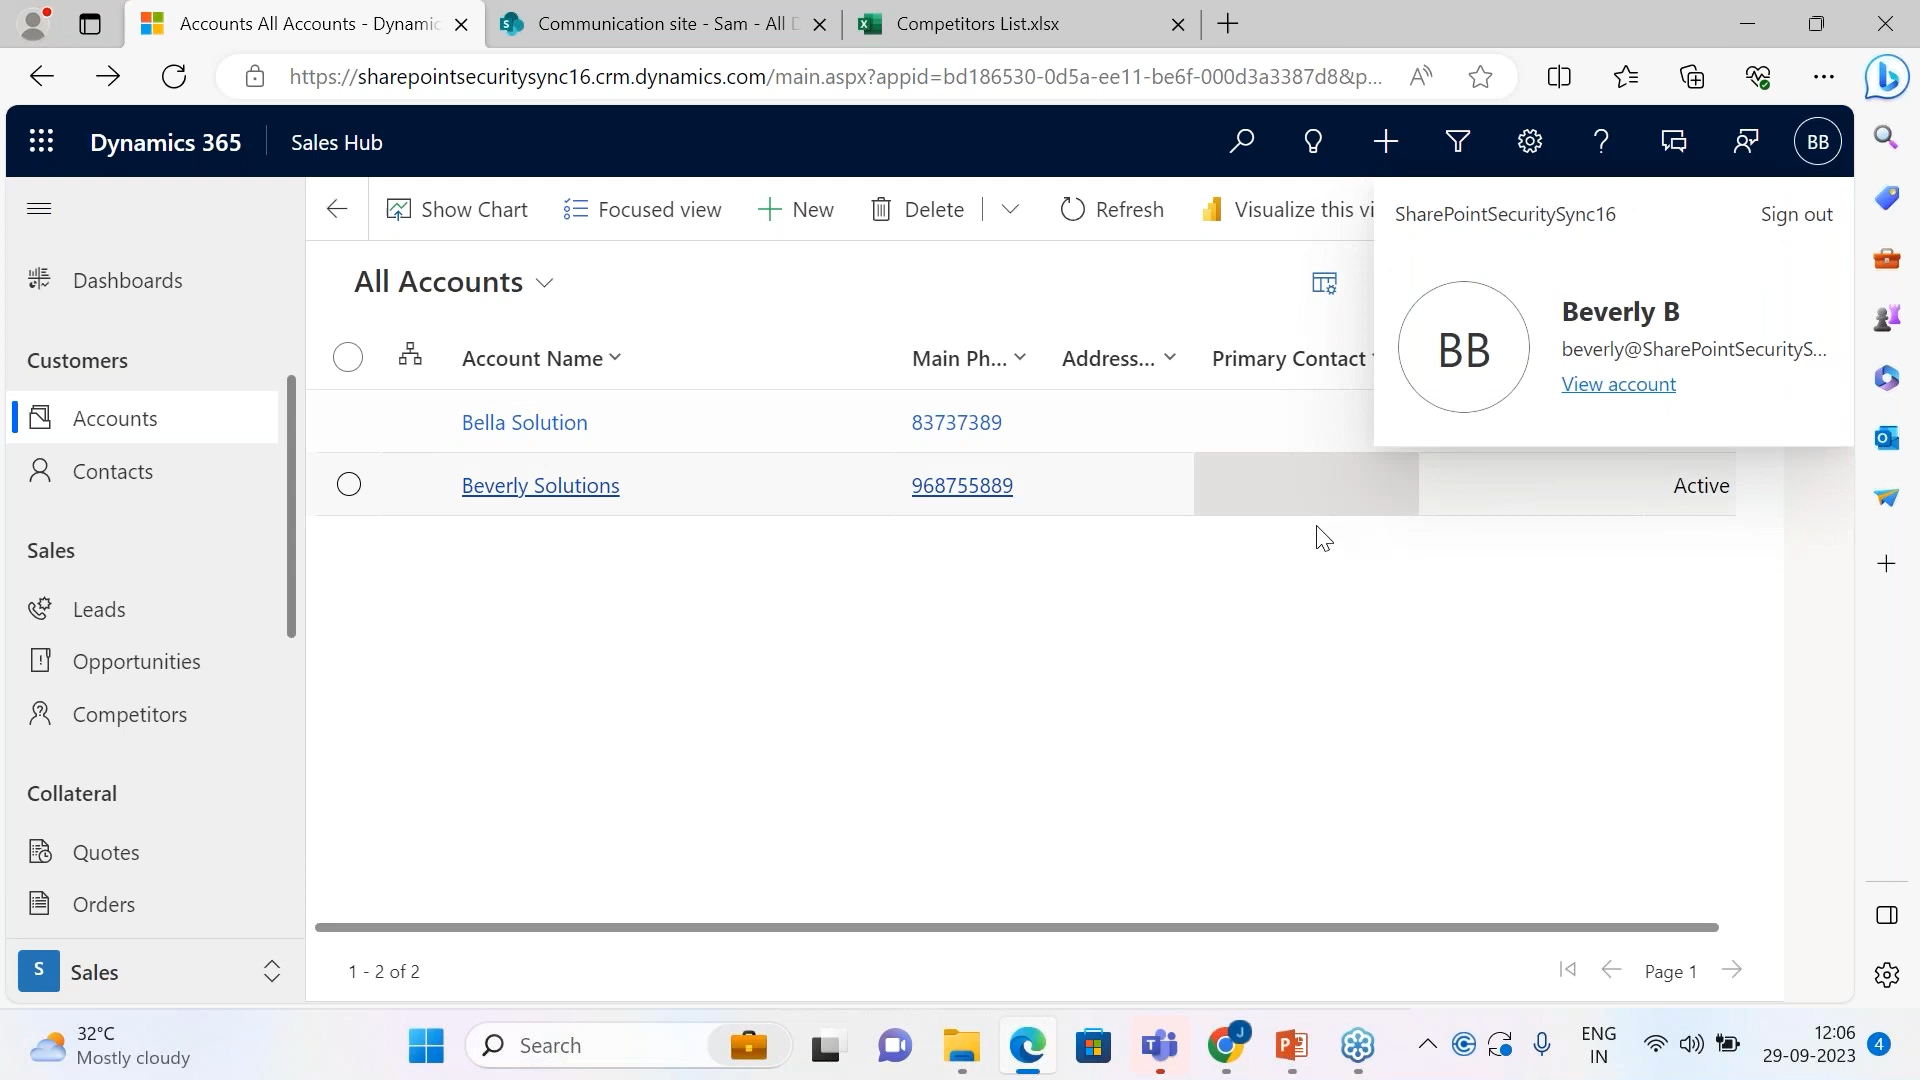 Accounts All Accounts - Dynamic
Communication site - Sam - All D
Competitors List.xlsx
https://sharepointsecuritysync16.crm.dynamics.com/main.aspx?appid=bd186530-0d5a-ee11-be6f-000d3a3387d8&p...
Dynamics 365
Sales Hub
BB
Show Chart
Focused view
New
Delete
Refresh
Visualize this vi
SharePointSecuritySync16
Sign out
BB
Beverly B
beverly@SharePointSecurityS...
View account
Dashboards
Customers
Accounts
Contacts
Sales
Leads
Opportunities
Competitors
Collateral
Quotes
Orders
S
Sales
All Accounts
Account Name
Main Ph...
Address...
Primary Contact
Bella Solution
83737389
Beverly Solutions
968755889
Active
1 - 2 of 2
Page 1
32°C
Mostly cloudy
Search
J
ENG
IN
12:06
29-09-2023
4